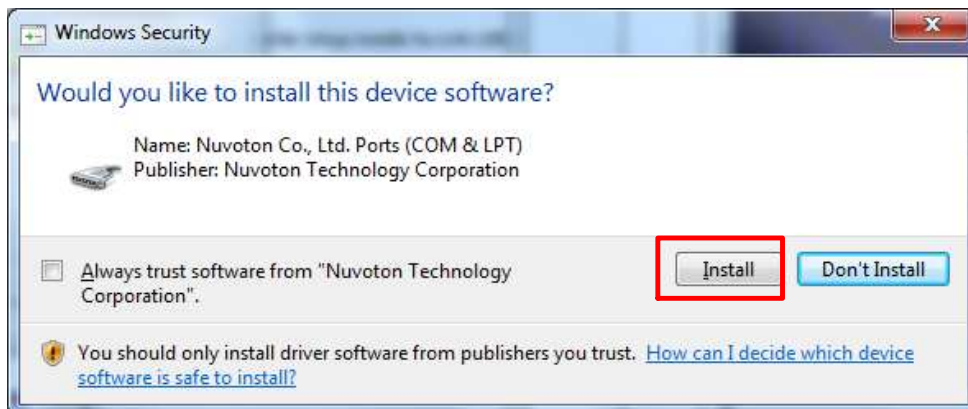 Windows Security
Would you like to install this device software?
Name: Nuvoton Co., Ltd. Ports (COM & LPT)
Publisher: Nuvoton Technology Corporation
Always trust software from "Nuvoton Technology
Corporation".
Install
Don't Install
You should only install driver software from publishers you trust. How can I decide which device
software is safe to install?